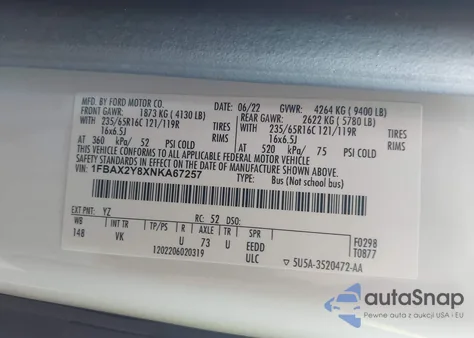 MFD. BY FORD MOTOR CO. 06/22 GVWR: 4264 KG ( 9400 LB)
FRONT GAWR: 1873 KG ( 4130 LB) REAR GAWR: 2622 KG ( 5780 LB)
WITH 235/65R16C 121/119R TIRES WITH 235/65R16C 121/119R TIRES
16x6.5J RIMS 16x6.5J RIMS
AT 360 kPa/ 52 PSI COLD AT 520 kPa/ 75 PSI COLD
THIS VEHICLE CONFORMS TO ALL APPLICABLE FEDERAL MOTOR VEHICLE
SAFETY STANDARDS IN EFFECT ON THE DATE OF MANUFACTURE SHOWN ABOVE.
VIN: 1FBAX2Y8XNKA67257
TYPE: Bus (Not School bus)
EXT PNT: YZ RC: 52 DSO:
WB INT TR TP/PS R AXLE TR SPR
148 VK U 73 U EEDD F0298
1202206020319 ULC T0877
▽ 5U5A-3520472-AA
autoSnap
Pewne auta z aukcji USA i EU